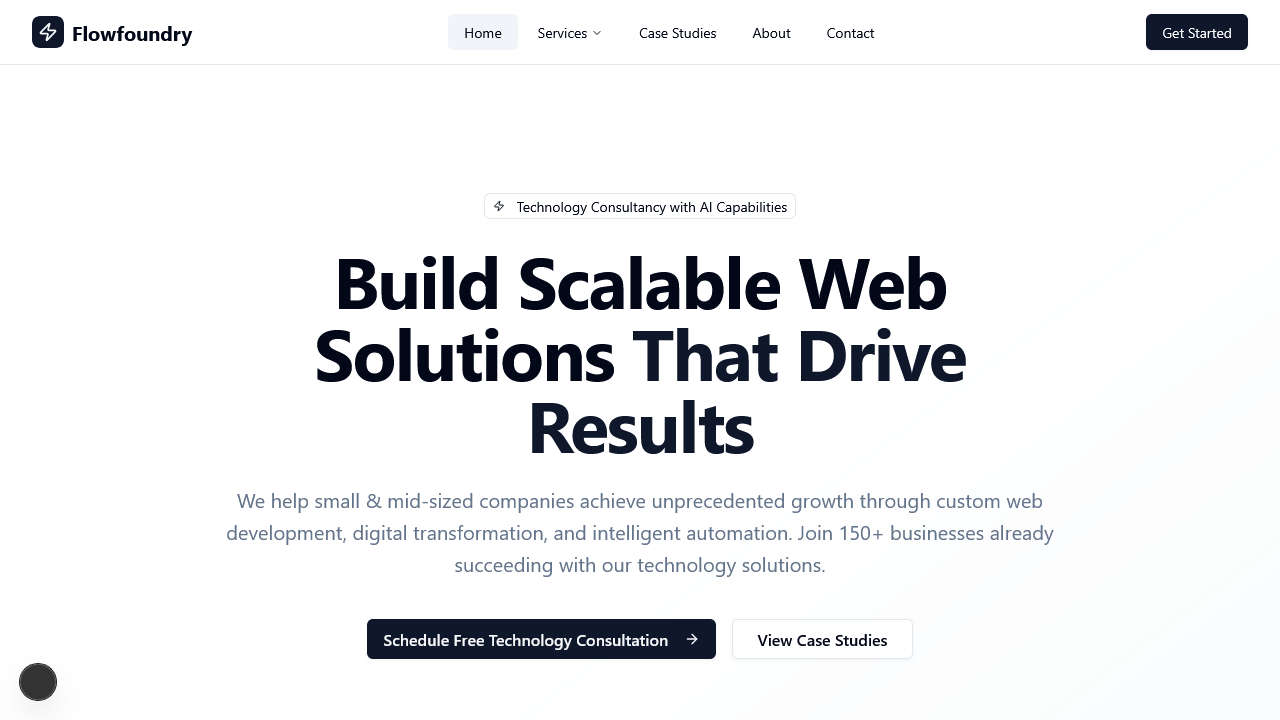 Flowfoundry
Home
Services
Case Studies
About
Contact
Get Started
Technology Consultancy with AI Capabilities
Build Scalable Web
Solutions That Drive
Results
We help small & mid-sized companies achieve unprecedented growth through custom web
development, digital transformation, and intelligent automation. Join 150+ businesses already
succeeding with our technology solutions.
Schedule Free Technology Consultation
View Case Studies